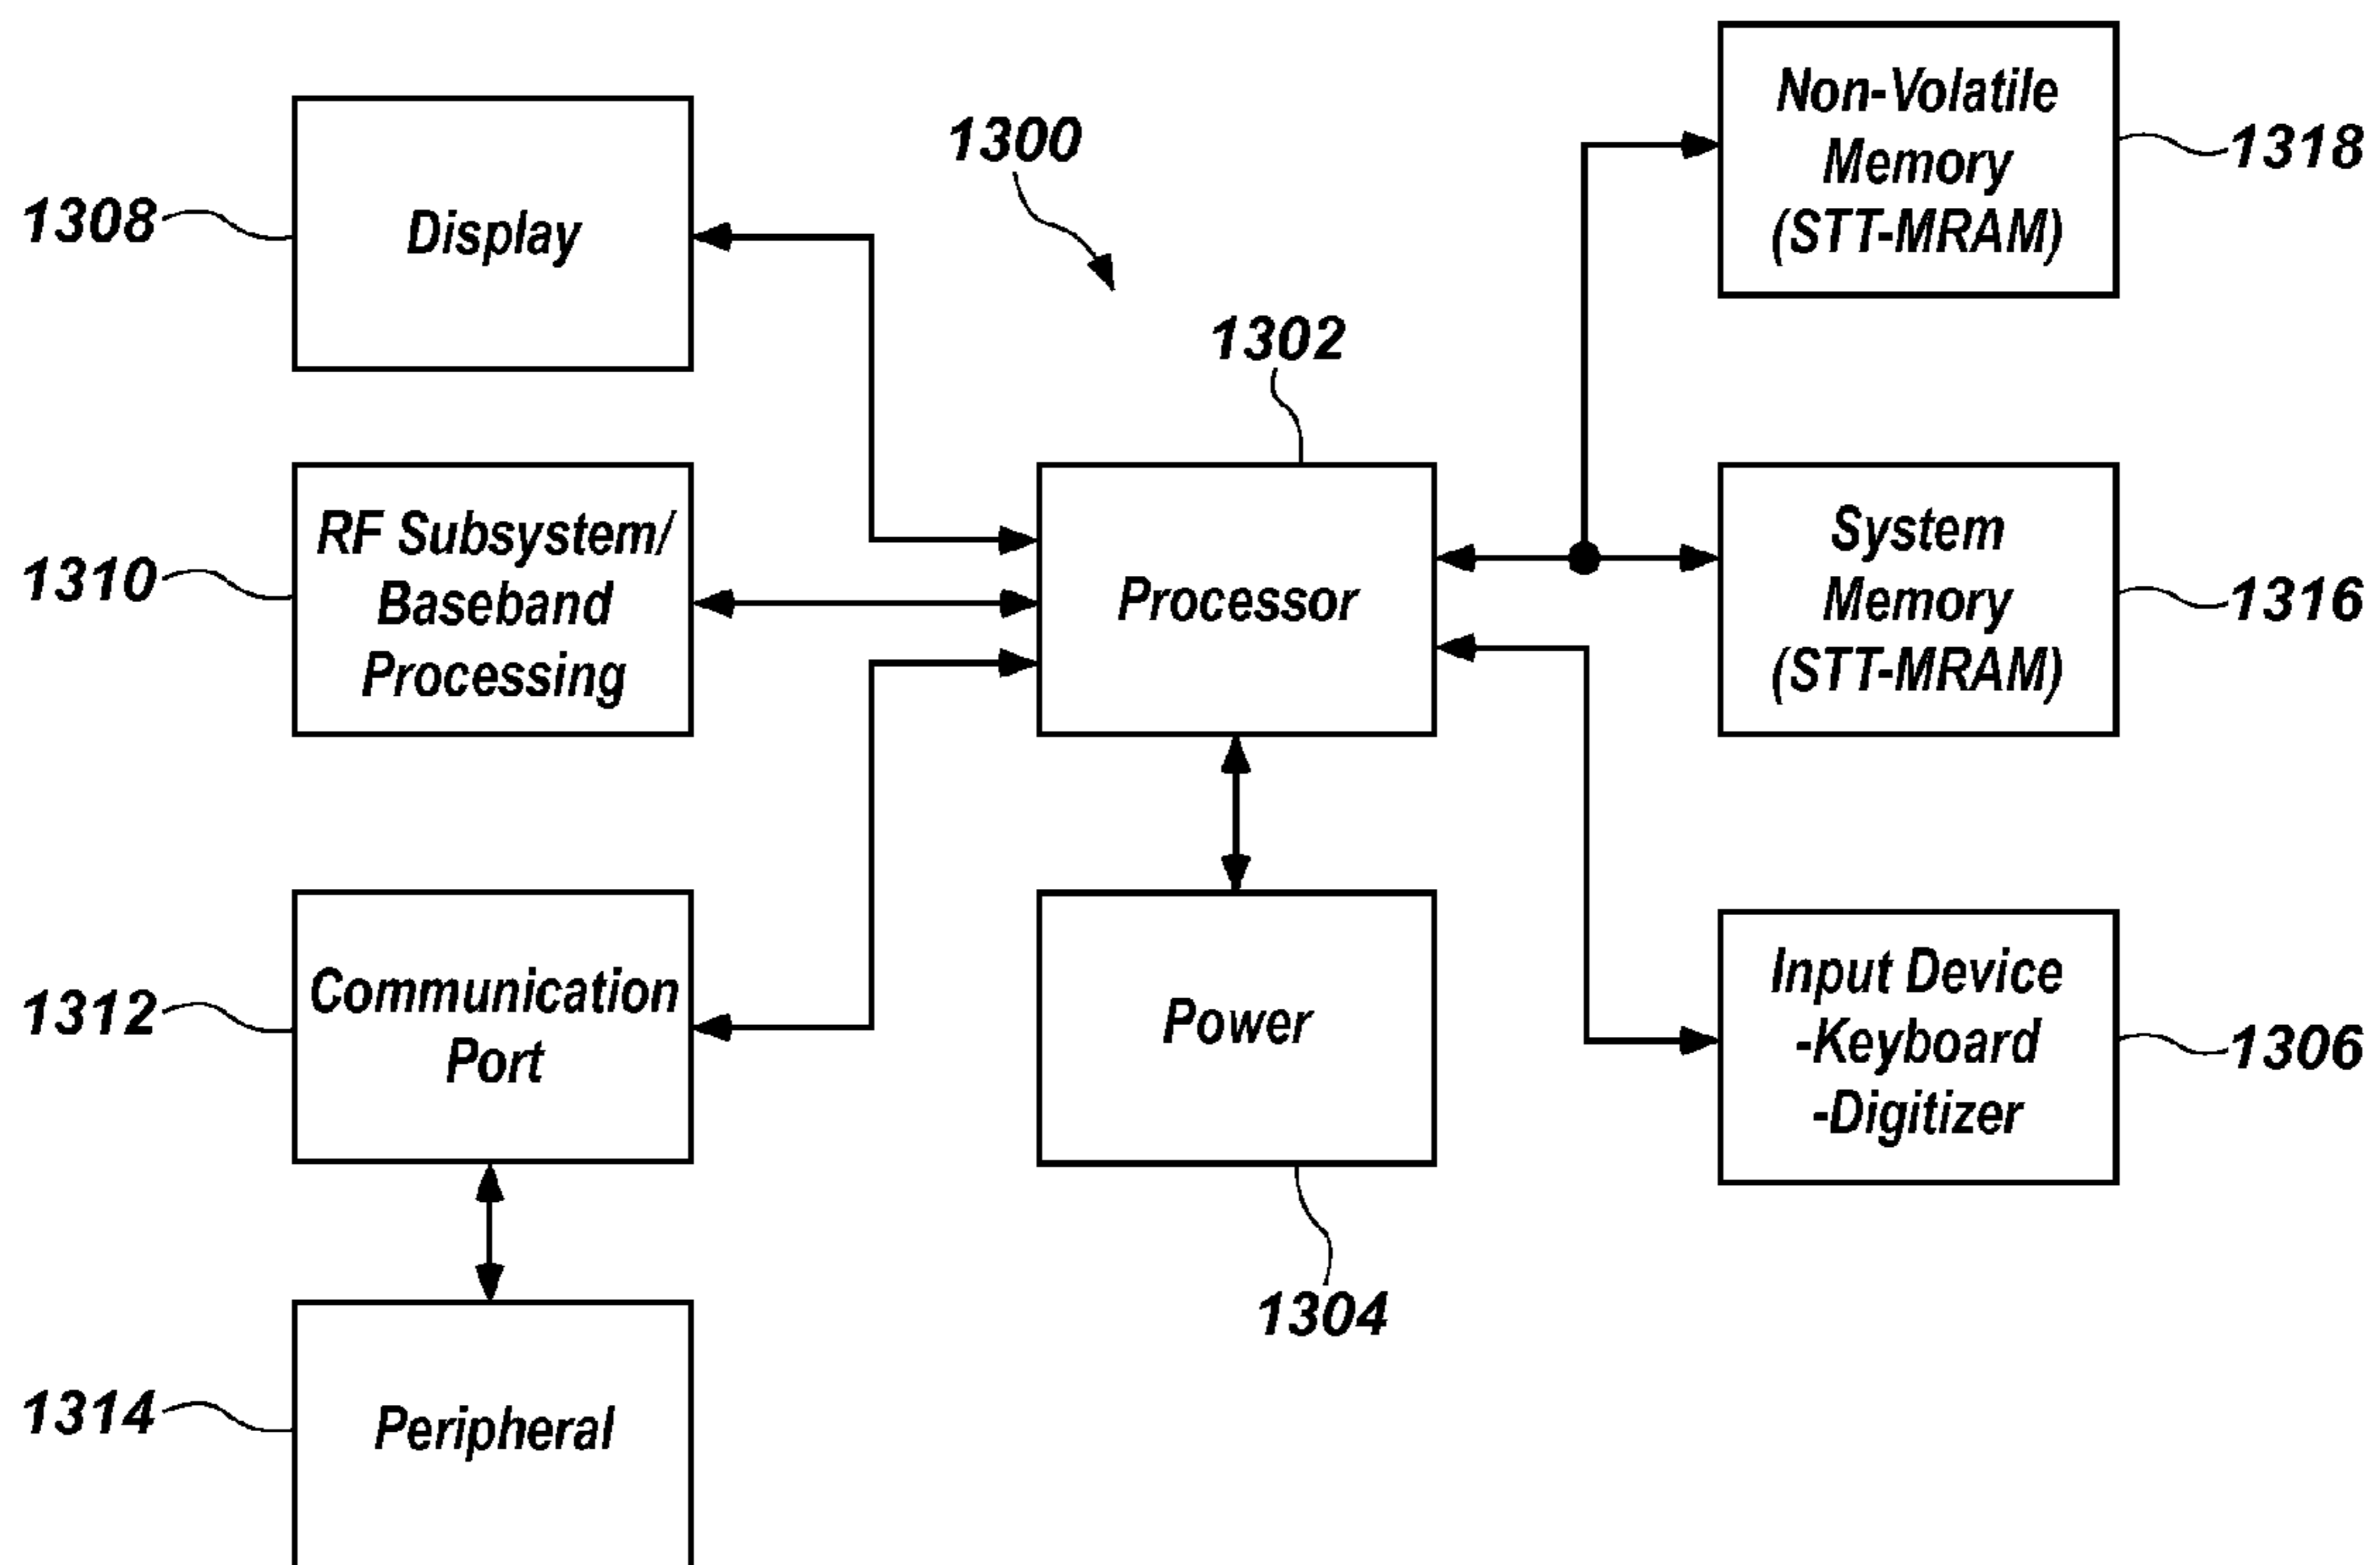 1300
1308
Display
Non-Volatile
Memory
(STT-MRAM)
1318
1302
1310
RF Subsystem/
Baseband
Processing
Processor
System
Memory
(STT-MRAM)
1316
1312
Communication
Port
Power
1304
Input Device
-Keyboard
-Digitizer
1306
1314
Peripheral